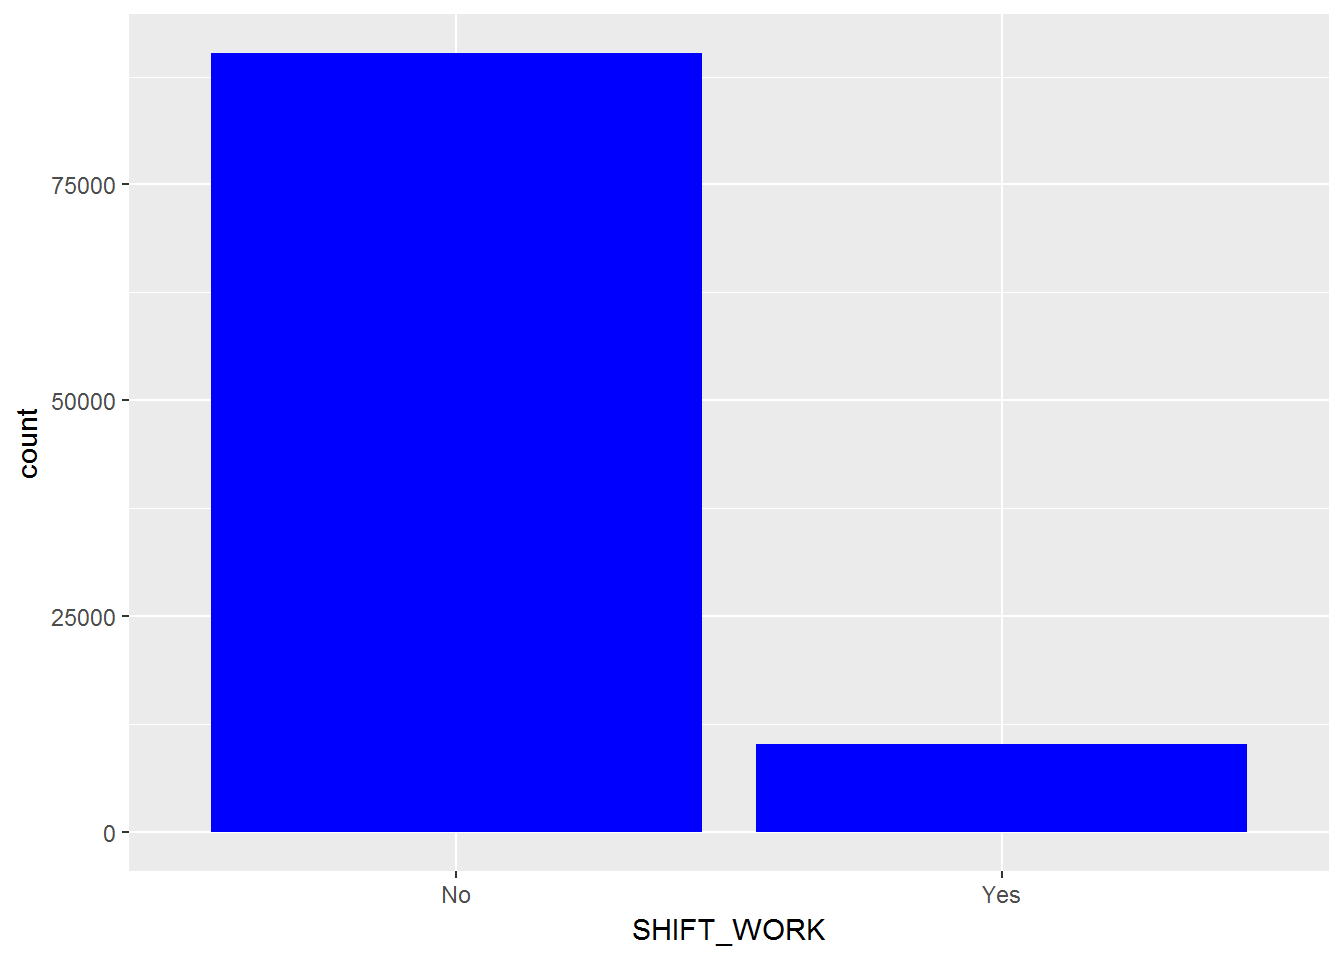 count
75000
50000
25000
0
No
Yes
SHIFT_WORK